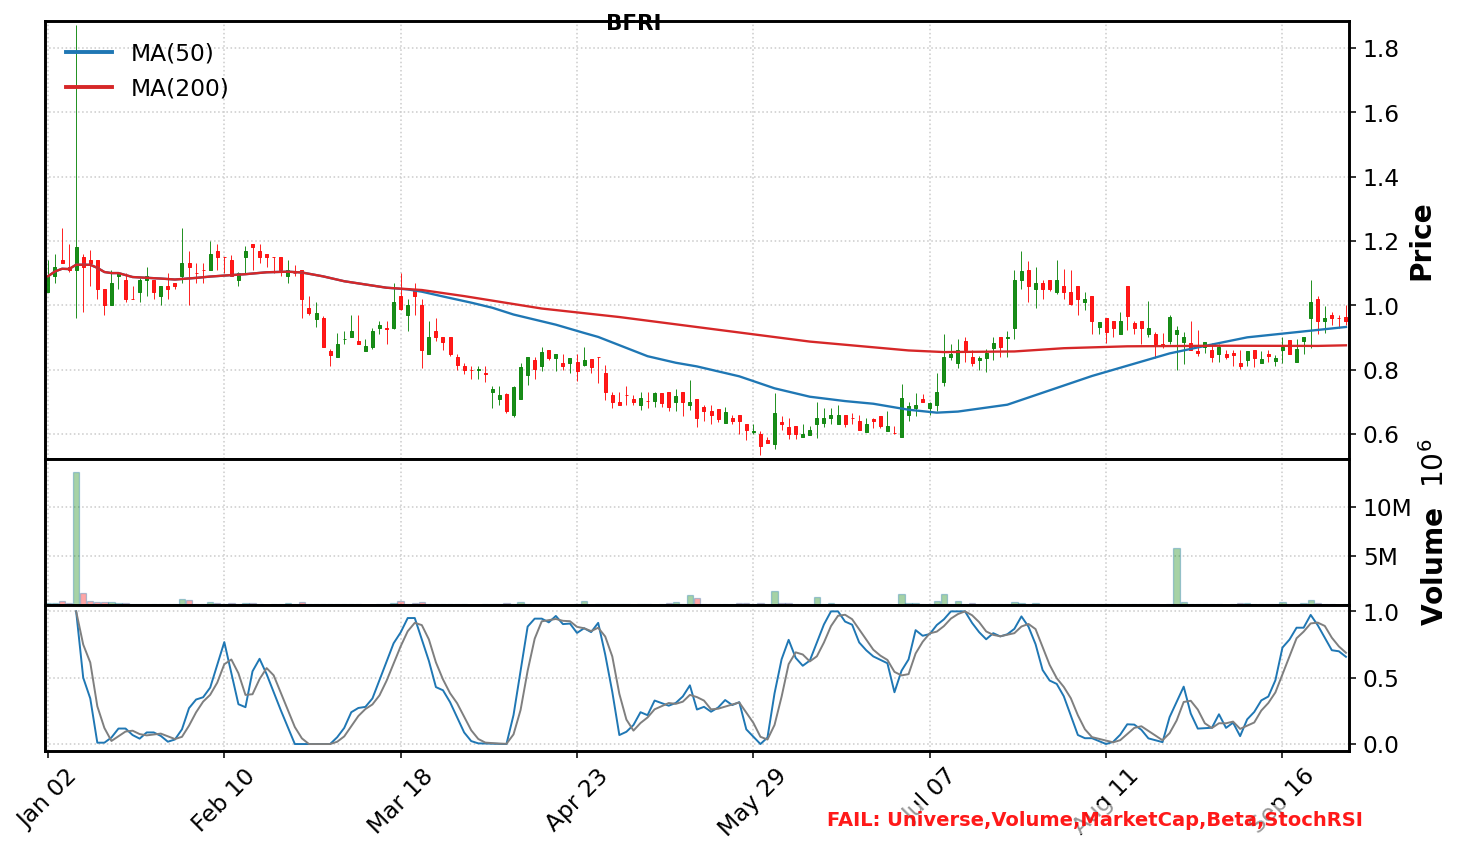 BFRI
MA(50)
MA(200)
1.8
1.6
1.4
1.2
1.0
0.8
0.6
Price
10M
5M
Volume 10^6
1.0
0.5
0.0
Jan 02
Feb 10
Mar 18
Apr 23
May 29
Jul 07
Aug 11
Sep 16
FAIL: Universe,Volume,MarketCap,Beta,StochRSI